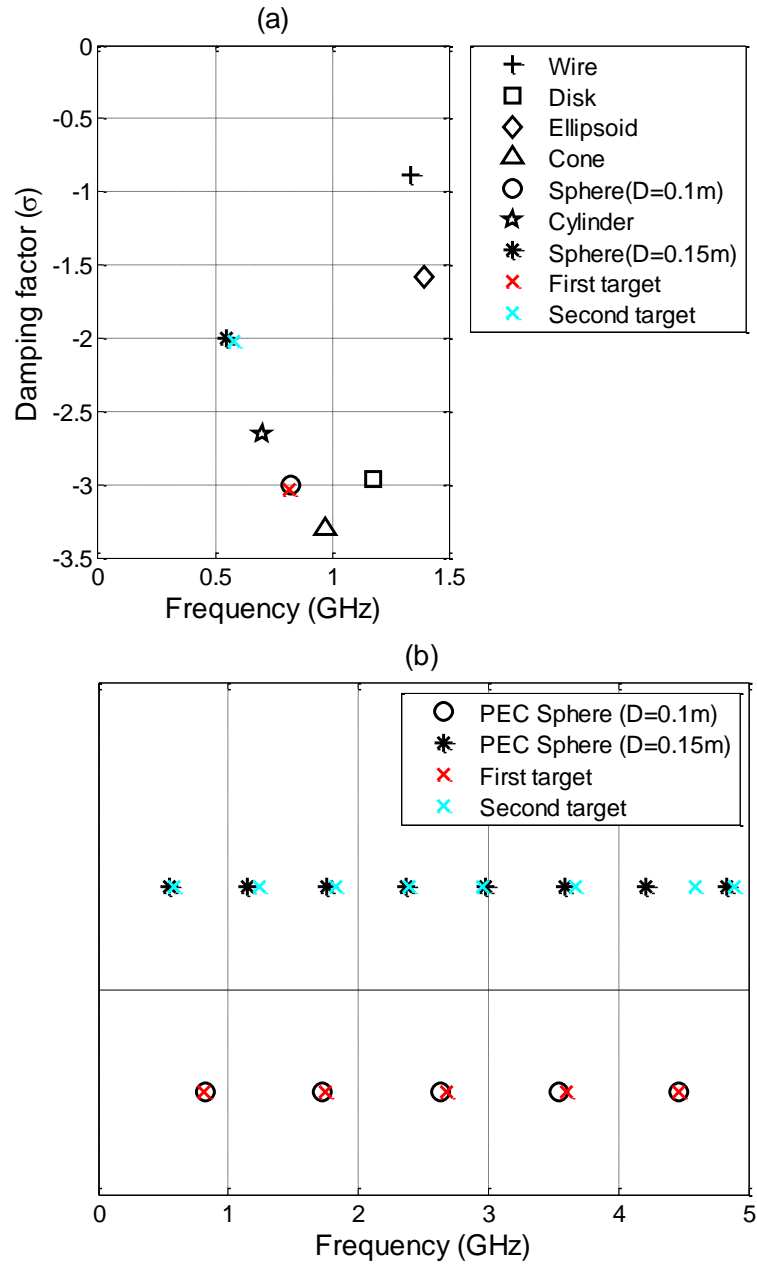 (a)
0
-0.5
-1
-1.5
-2
-2.5
-3
-3.5
Damping factor (σ)
0 0.5 1 1.5
Frequency (GHz)
Wire
Disk
Ellipsoid
Cone
Sphere(D=0.1m)
Cylinder
Sphere(D=0.15m)
First target
Second target
(b)
PEC Sphere (D=0.1m)
PEC Sphere (D=0.15m)
First target
Second target
0 1 2 3 4 5
Frequency (GHz)